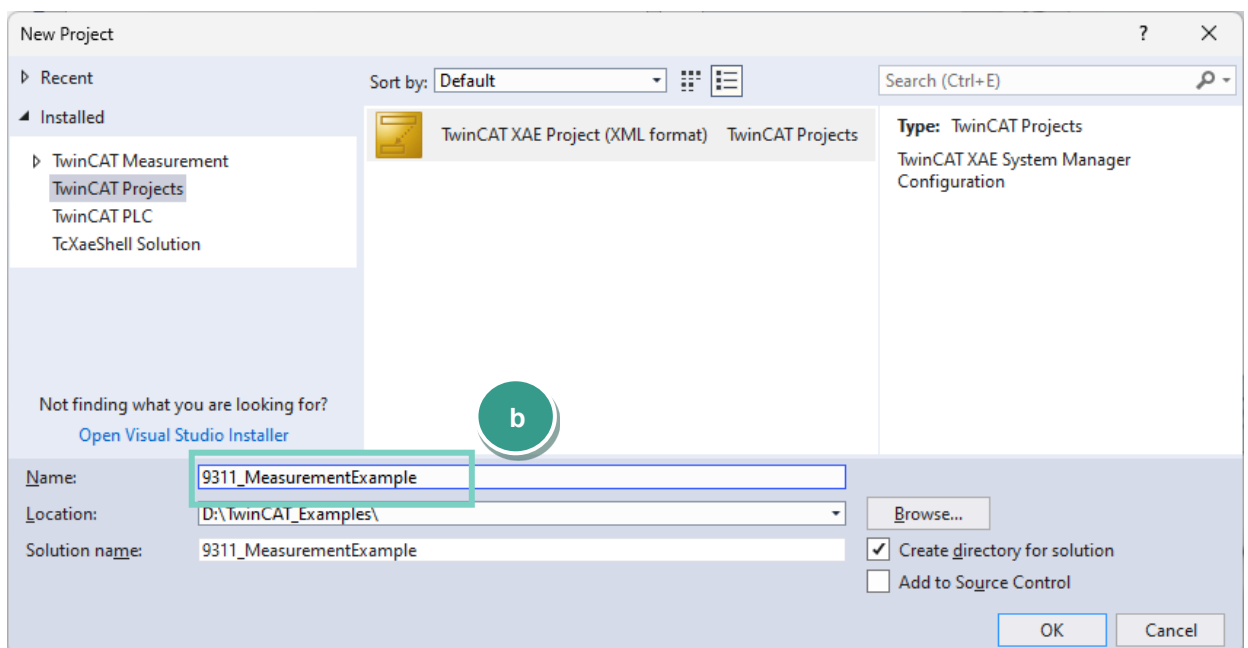 New Project
?
Recent
Installed
TwinCAT Measurement
TwinCAT Projects
TwinCAT PLC
TcXaeShell Solution
Not finding what you are looking for?
Open Visual Studio Installer
Sort by: Default
TwinCAT XAE Project (XML format) TwinCAT Projects
Search (Ctrl+E)
Type: TwinCAT Projects
TwinCAT XAE System Manager
Configuration
b
Name: 9311_MeasurementExample
Location: D:\TwinCAT_Examples\ Browse...
Solution name: 9311_MeasurementExample Create directory for solution
Add to Source Control
OK Cancel